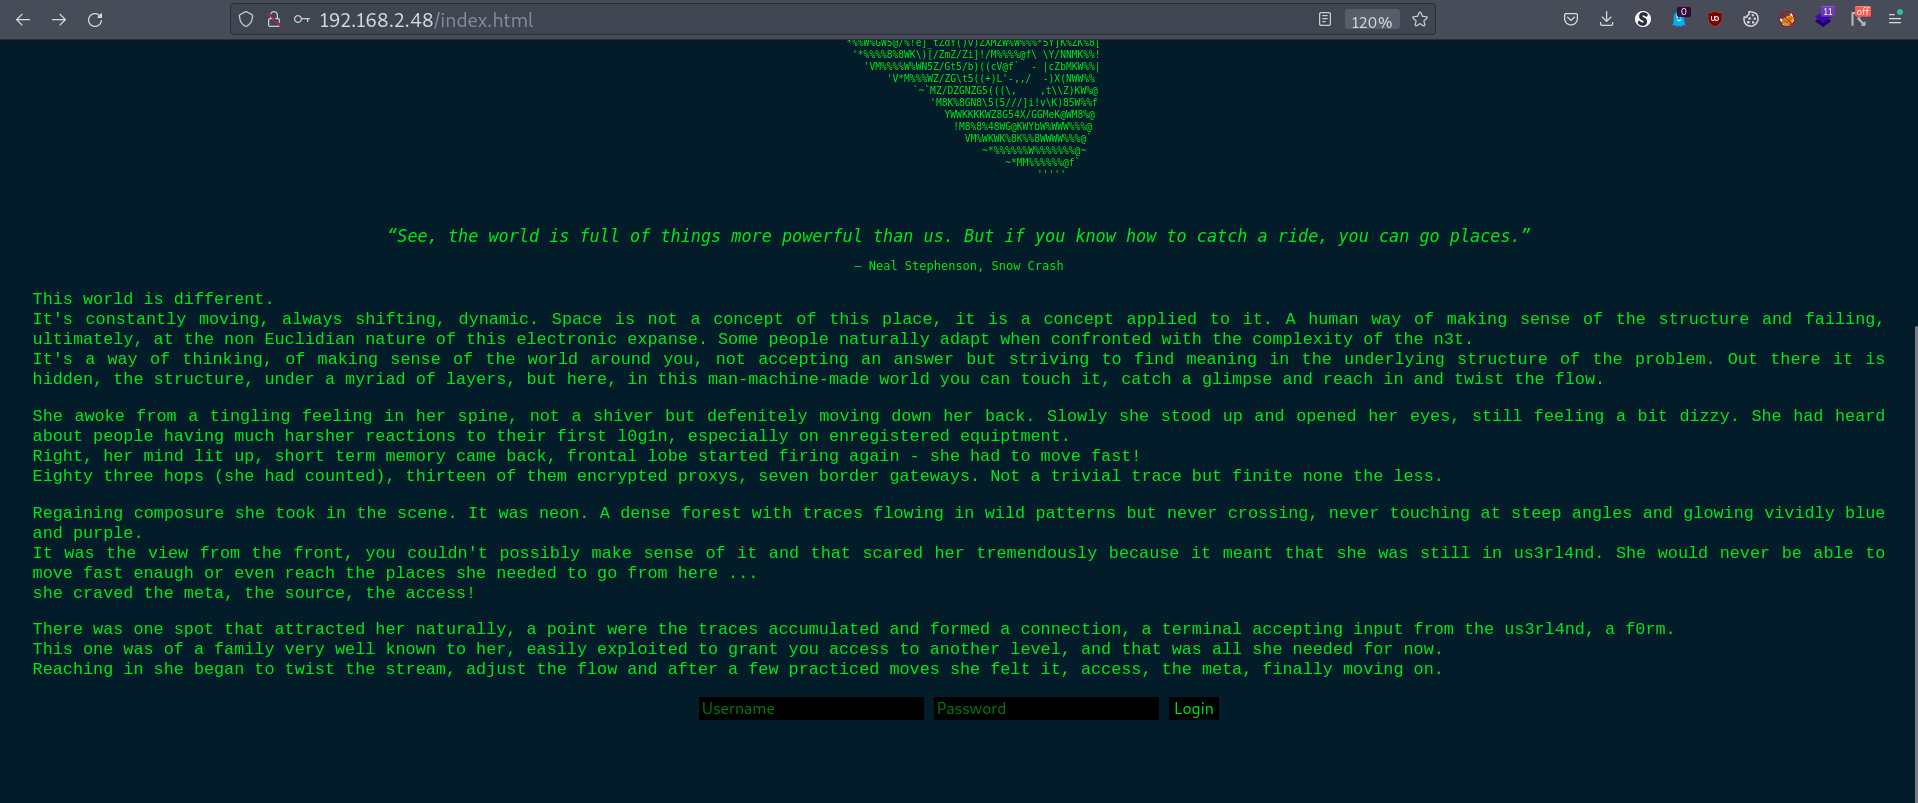 192.168.2.48/index.html
120%
0
11
off
“See, the world is full of things more powerful than us. But if you know how to catch a ride, you can go places.”
— Neal Stephenson, Snow Crash
This world is different.
It's constantly moving, always shifting, dynamic. Space is not a concept of this place, it is a concept applied to it. A human way of making sense of the structure and failing,
ultimately, at the non Euclidian nature of this electronic expanse. Some people naturally adapt when confronted with the complexity of the n3t.
It's a way of thinking, of making sense of the world around you, not accepting an answer but striving to find meaning in the underlying structure of the problem. Out there it is
hidden, the structure, under a myriad of layers, but here, in this man-machine-made world you can touch it, catch a glimpse and reach in and twist the flow.
She awoke from a tingling feeling in her spine, not a shiver but defenitely moving down her back. Slowly she stood up and opened her eyes, still feeling a bit dizzy. She had heard
about people having much harsher reactions to their first l0g1n, especially on enregistered equiptment.
Right, her mind lit up, short term memory came back, frontal lobe started firing again - she had to move fast!
Eighty three hops (she had counted), thirteen of them encrypted proxys, seven border gateways. Not a trivial trace but finite none the less.
Regaining composure she took in the scene. It was neon. A dense forest with traces flowing in wild patterns but never crossing, never touching at steep angles and glowing vividly blue
and purple.
It was the view from the front, you couldn't possibly make sense of it and that scared her tremendously because it meant that she was still in us3rl4nd. She would never be able to
move fast enaugh or even reach the places she needed to go from here ...
she craved the meta, the source, the access!
There was one spot that attracted her naturally, a point were the traces accumulated and formed a connection, a terminal accepting input from the us3rl4nd, a f0rm.
This one was of a family very well known to her, easily exploited to grant you access to another level, and that was all she needed for now.
Reaching in she began to twist the stream, adjust the flow and after a few practiced moves she felt it, access, the meta, finally moving on.
Username
Password
Login